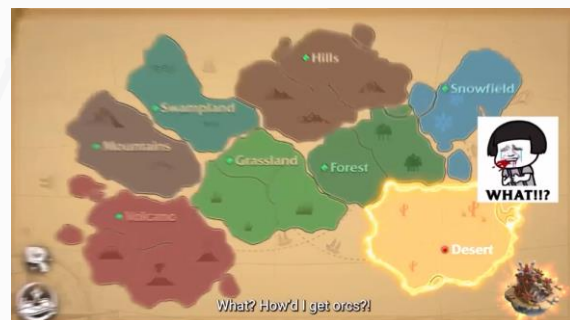 Hills
Snowfield
Swampland
Mountains
Grassland
Forest
WHAT!!?
Volcano
Desert
What? How'd I get orcs?!